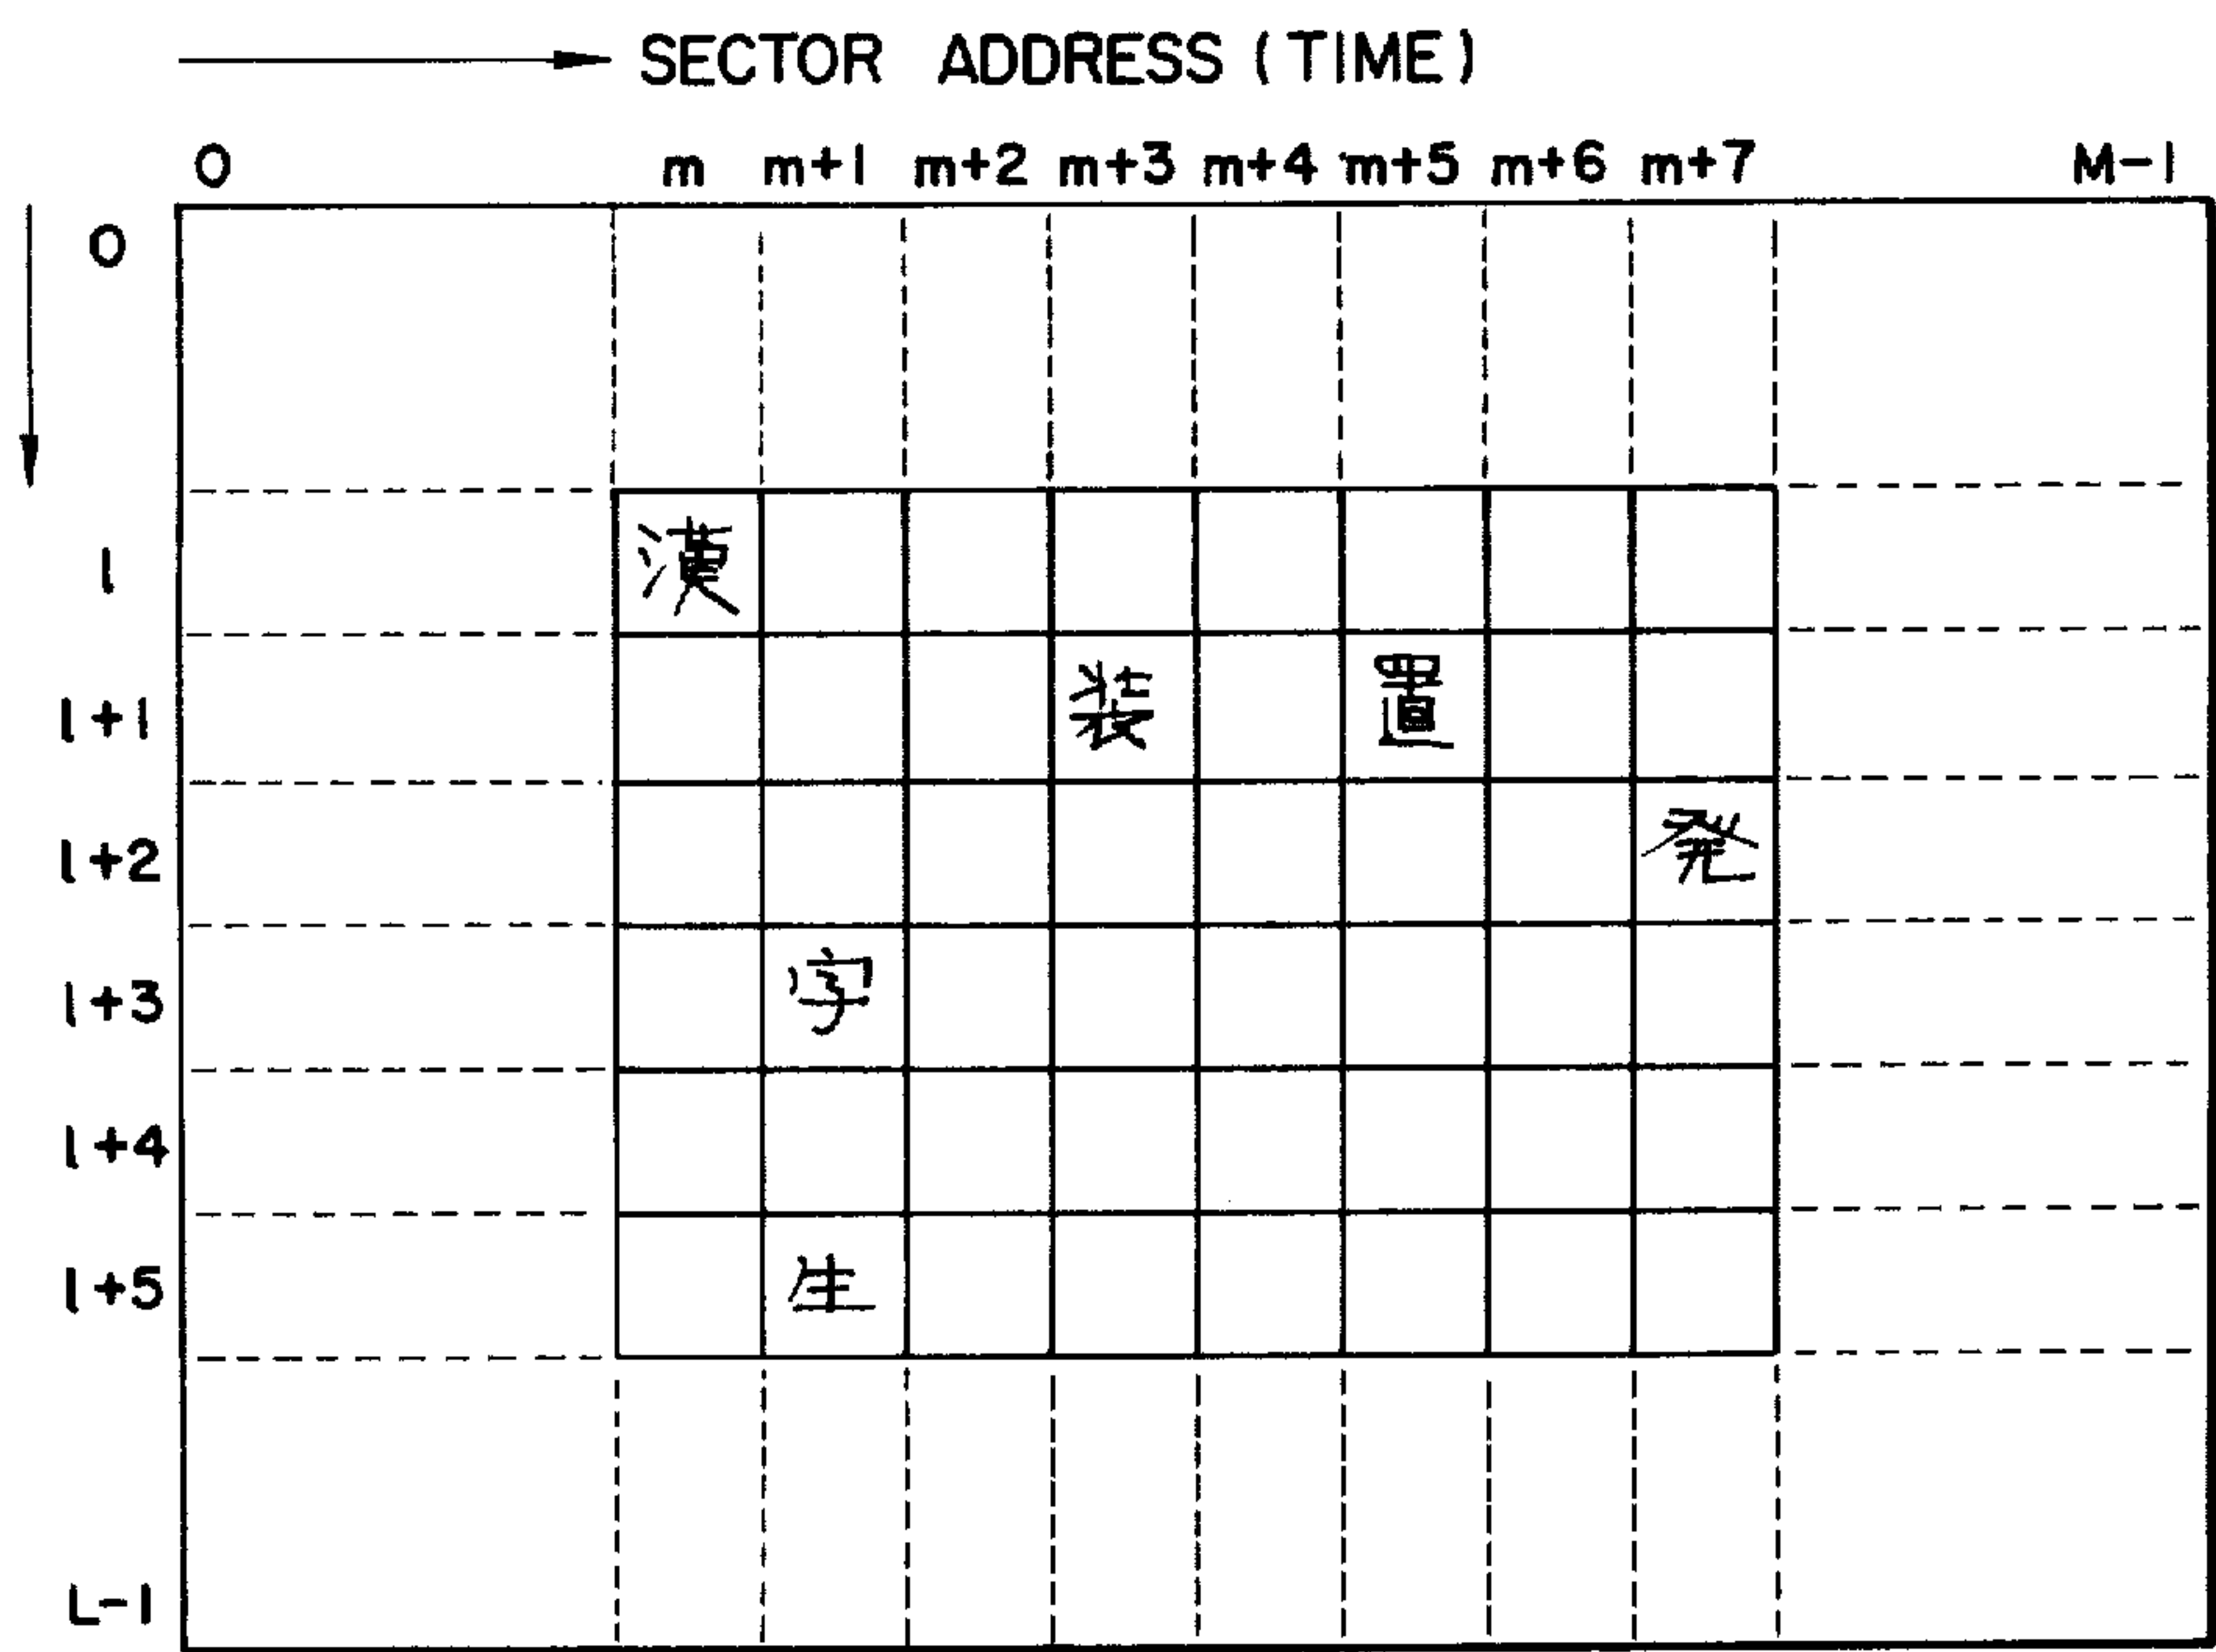 SECTOR ADDRESS (TIME)
0 m m+1 m+2 m+3 m+4 m+5 m+6 m+7 M-1
0
l 漢
l+1 装 置
l+2 発
l+3 字
l+4
l+5 生
L-1